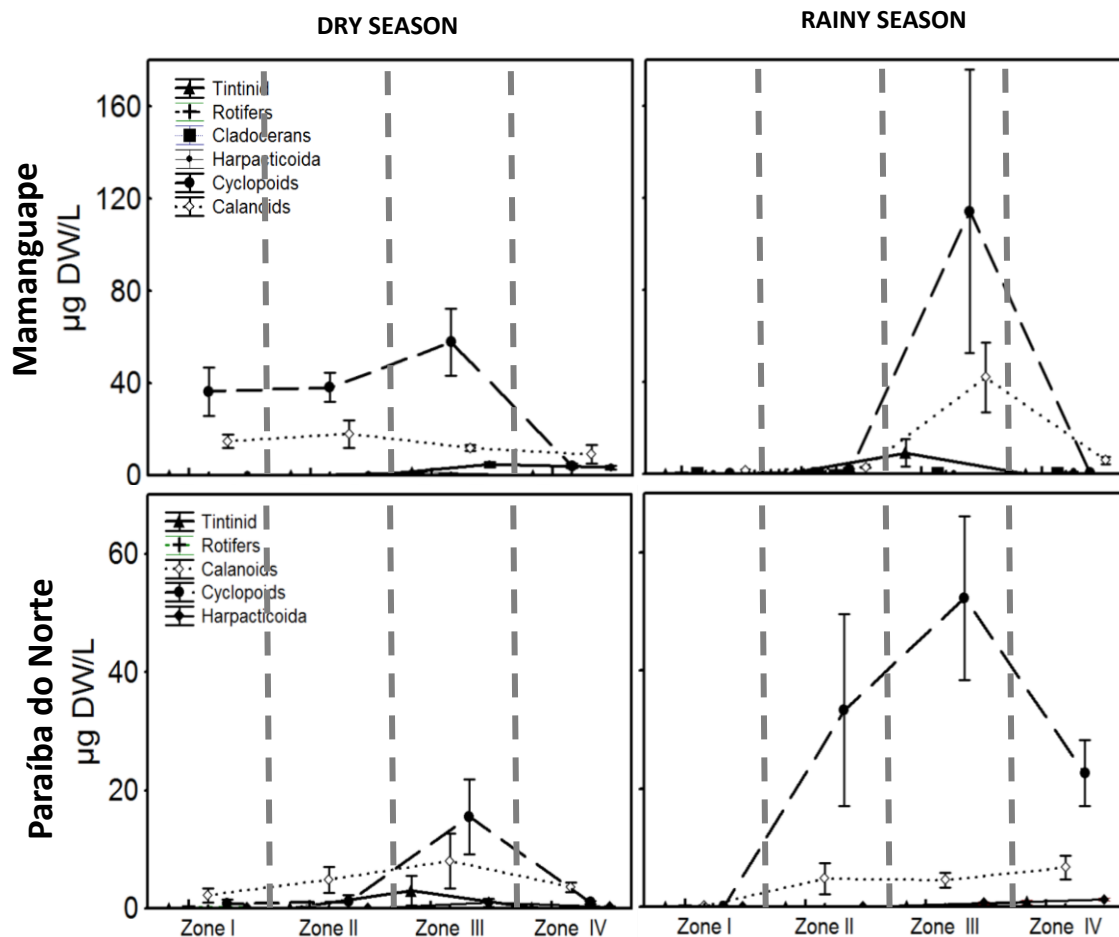 DRY SEASON
RAINY SEASON
Mamanguape
µg DW/L
160
120
80
40
0
Tintinid
Rotifers
Cladocerans
Harpacticoida
Cyclopoids
Calanoids
Paraíba do Norte
µg DW/L
60
40
20
0
Tintinid
Rotifers
Calanoids
Cyclopoids
Harpacticoida
Zone I Zone II Zone III Zone IV
Zone I Zone II Zone III Zone IV